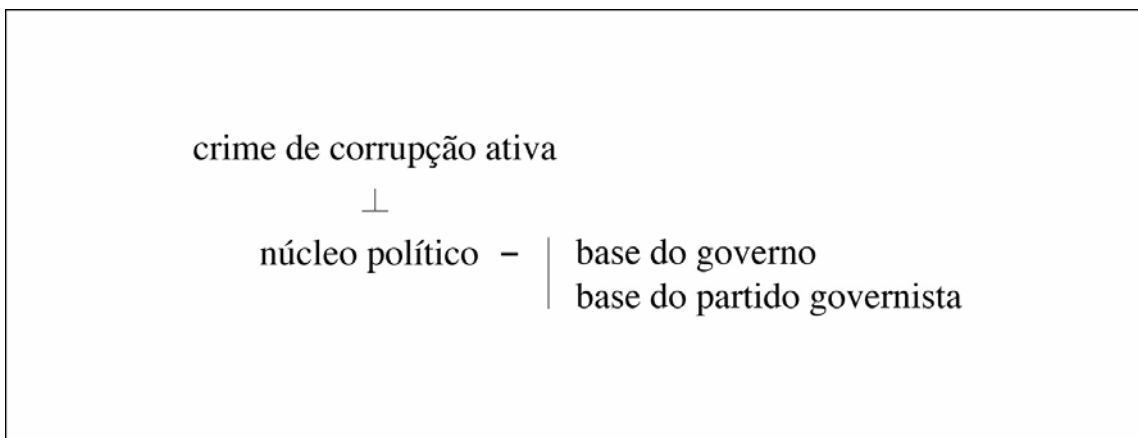 crime de corrupção ativa
⊥
núcleo político – base do governo
base do partido governista